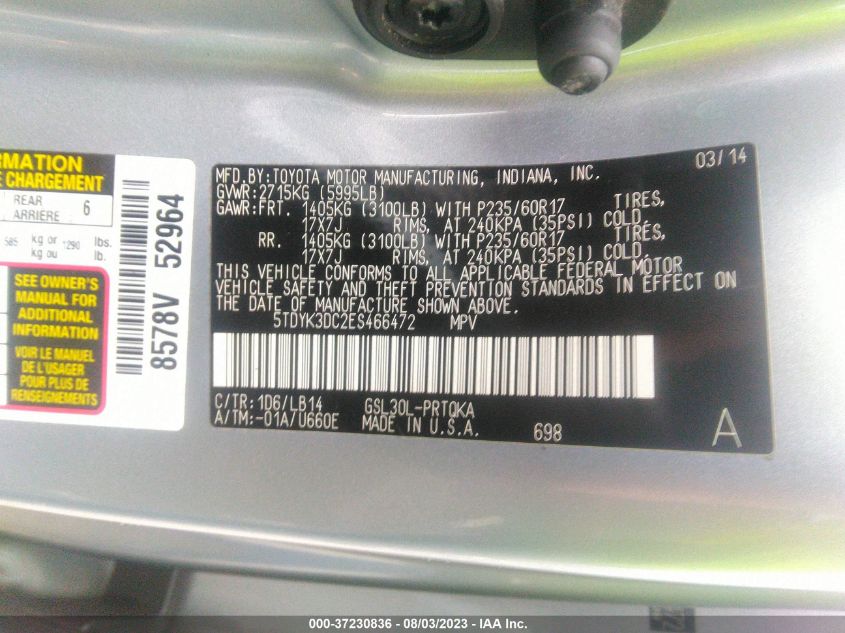 RMATION
E CHARGEMENT
REAR
ARRIÈRE
6
585 kg or 1290 lbs.
kg ou lb.
SEE OWNER'S
MANUAL FOR
ADDITIONAL
INFORMATION
VOIR LE MANUEL
DE L'USAGER
POUR PLUS DE
RENSEIGNEMENTS
8578V 52964
MFD.BY:TOYOTA MOTOR MANUFACTURING, INDIANA, INC. 03/14
GVWR:2715KG (5995LB)
GAWR:FRT. 1405KG (3100LB) WITH P235/60R17 TIRES,
17X7J RIMS, AT 240KPA (35PSI) COLD.
RR. 1405KG (3100LB) WITH P235/60R17 TIRES,
17X7J RIMS, AT 240KPA (35PSI) COLD.
THIS VEHICLE CONFORMS TO ALL APPLICABLE FEDERAL MOTOR
VEHICLE SAFETY AND THEFT PREVENTION STANDARDS IN EFFECT ON
THE DATE OF MANUFACTURE SHOWN ABOVE.
5TDYK3DC2ES466472 MPV
C/TR:1D6/LB14 GSL30L-PRTQKA
A/TM:-01A/U660E MADE IN U.S.A. 698 A
000-37230836 - 08/03/2023 - IAA Inc.